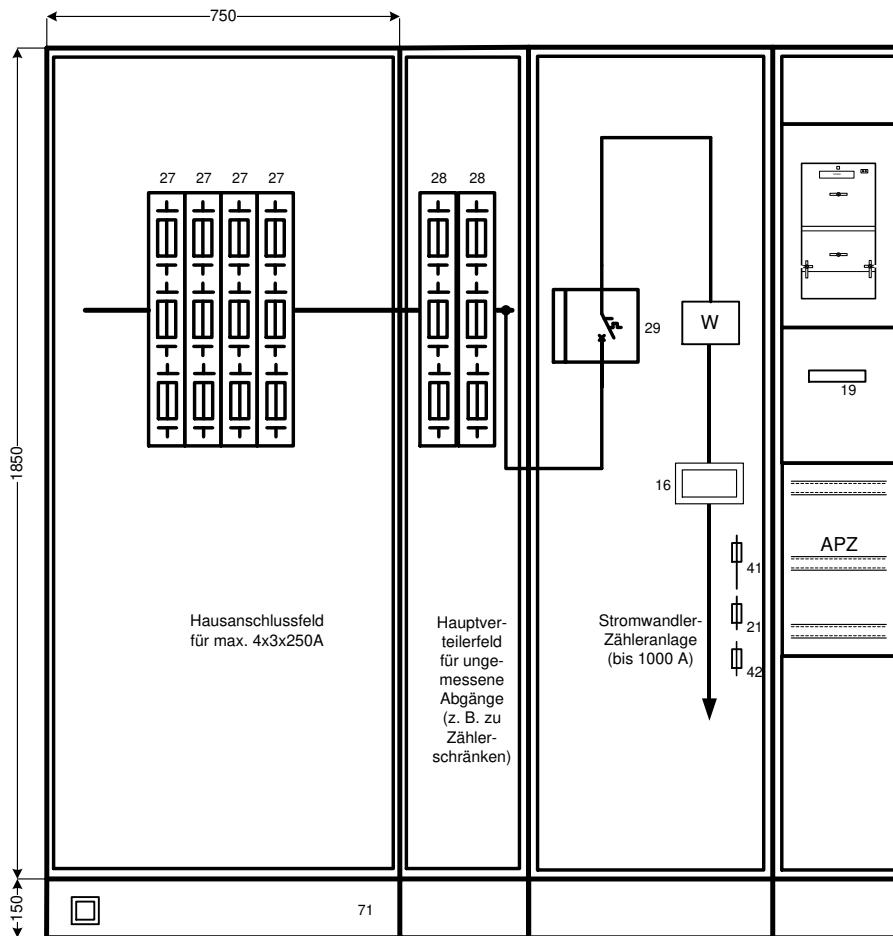 750
27 27 27 27
28 28
29
W
19
1850
16
APZ
41
21
42
Hausanschlussfeld
für max. 4x3x250A
Hauptver-
teilerfeld
für unge-
messene
Abgänge
(z. B. zu
Zähler-
schränken)
Stromwandler-
Zähleranlage
(bis 1000 A)
150
71